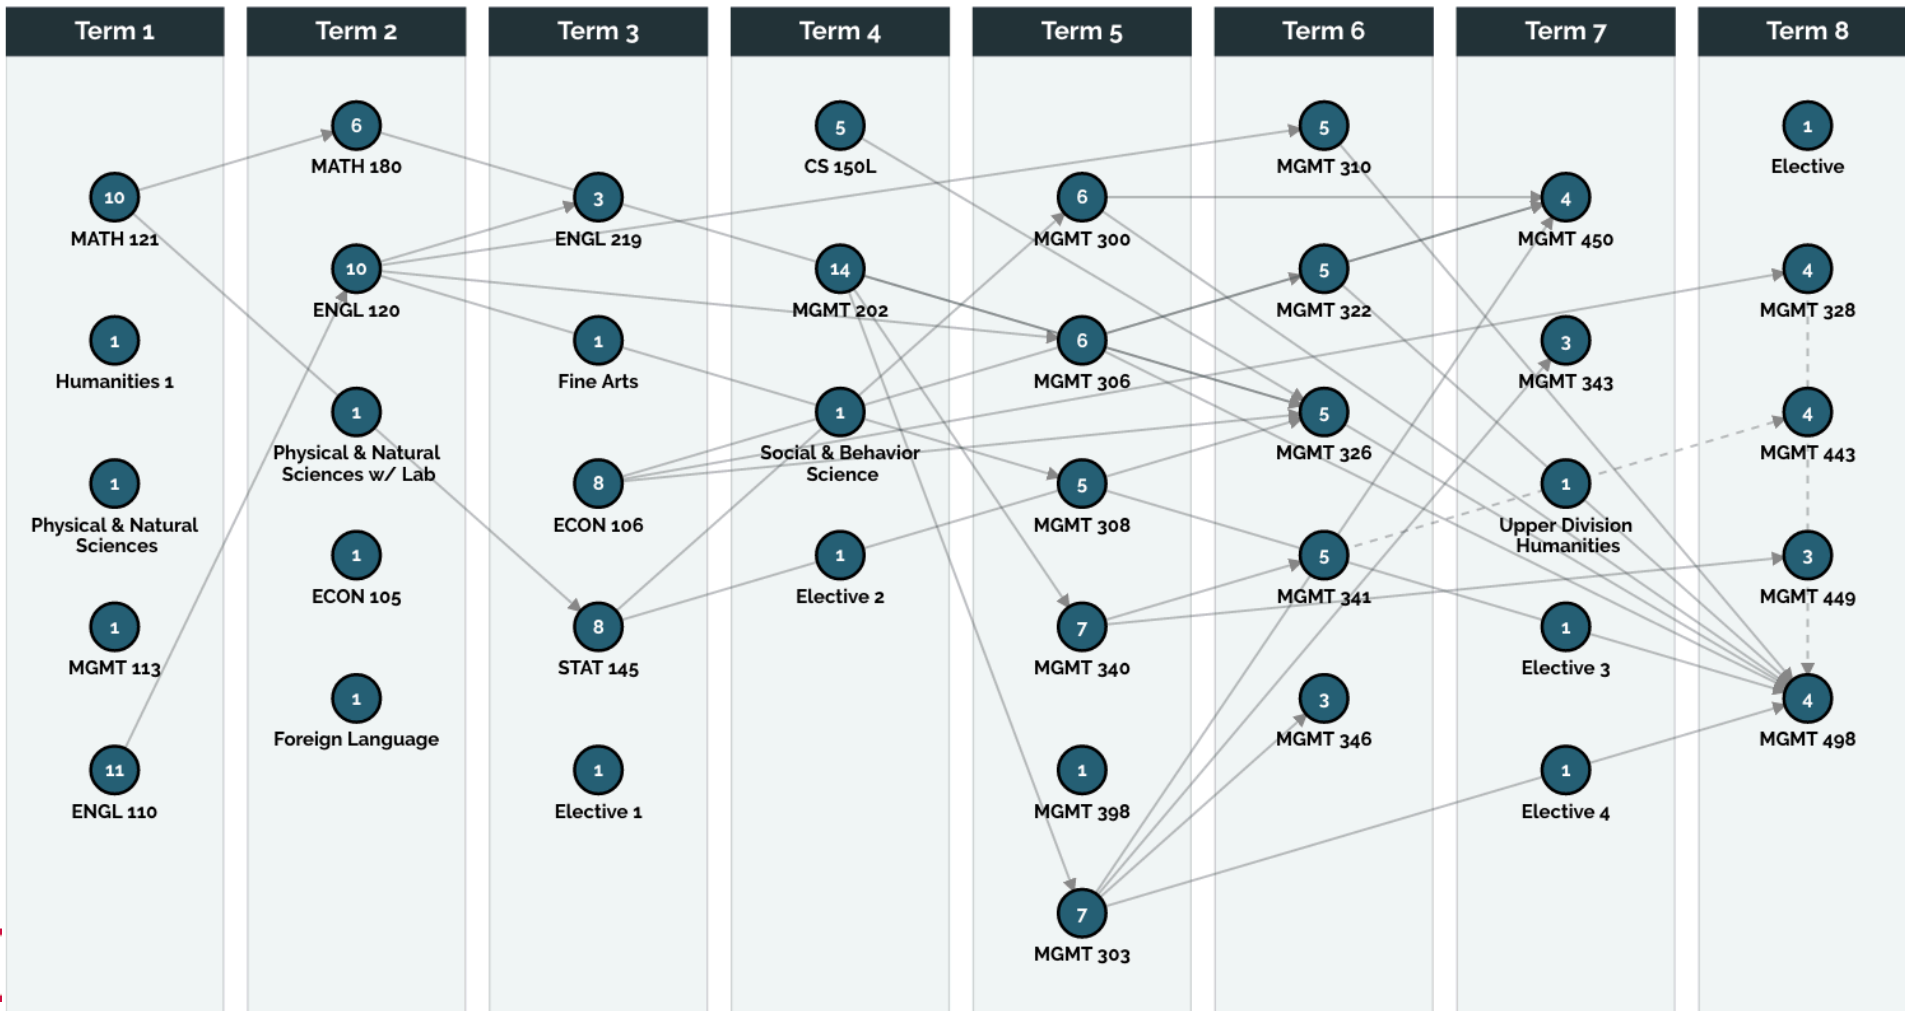 Term 1
Term 2
Term 3
Term 4
Term 5
Term 6
Term 7
Term 8
10
MATH 121
1
Humanities 1
1
Physical & Natural
Sciences
1
MGMT 113
11
ENGL 110
6
MATH 180
10
ENGL 120
1
Physical & Natural
Sciences w/ Lab
1
ECON 105
1
Foreign Language
3
ENGL 219
1
Fine Arts
8
ECON 106
8
STAT 145
1
Elective 1
5
CS 150L
14
MGMT 202
1
Social & Behavior
Science
1
Elective 2
6
MGMT 300
6
MGMT 306
5
MGMT 308
7
MGMT 340
1
MGMT 398
7
MGMT 303
5
MGMT 310
5
MGMT 322
5
MGMT 326
5
MGMT 341
3
MGMT 346
4
MGMT 450
3
MGMT 343
1
Upper Division
Humanities
1
Elective 3
1
Elective 4
1
Elective
4
MGMT 328
4
MGMT 443
3
MGMT 449
4
MGMT 498